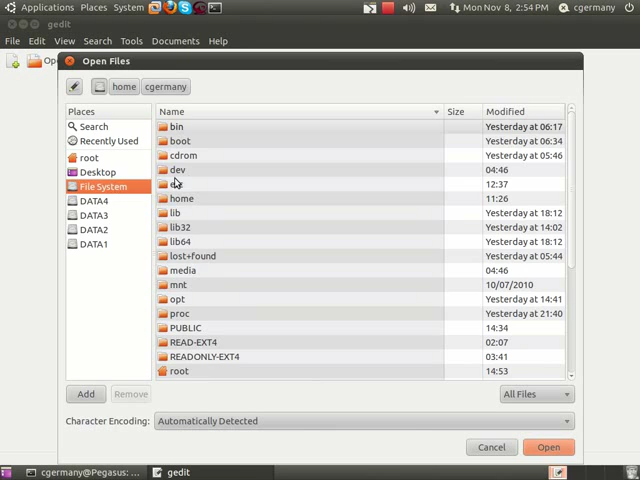 Applications Places System Mon Nov 8, 2:54 PM cgermany
gedit
File Edit View Search Tools Documents Help
Open Files
home cgermany
Places Name Size Modified
Search bin Yesterday at 06:17
Recently Used boot Yesterday at 06:34
cdrom Yesterday at 05:46
root dev 04:46
Desktop 12:37
File System home 11:26
DATA4 lib Yesterday at 18:12
DATA3 lib32 Yesterday at 14:02
DATA2 lib64 Yesterday at 18:12
DATA1 lost+found Yesterday at 05:44
media 04:46
mnt 10/07/2010
opt Yesterday at 14:41
proc Yesterday at 21:40
PUBLIC 14:34
READ-EXT4 02:07
READONLY-EXT4 03:41
root 14:53
Add Remove All Files
Character Encoding: Automatically Detected
Cancel Open
cgermany@Pegasus: ... gedit